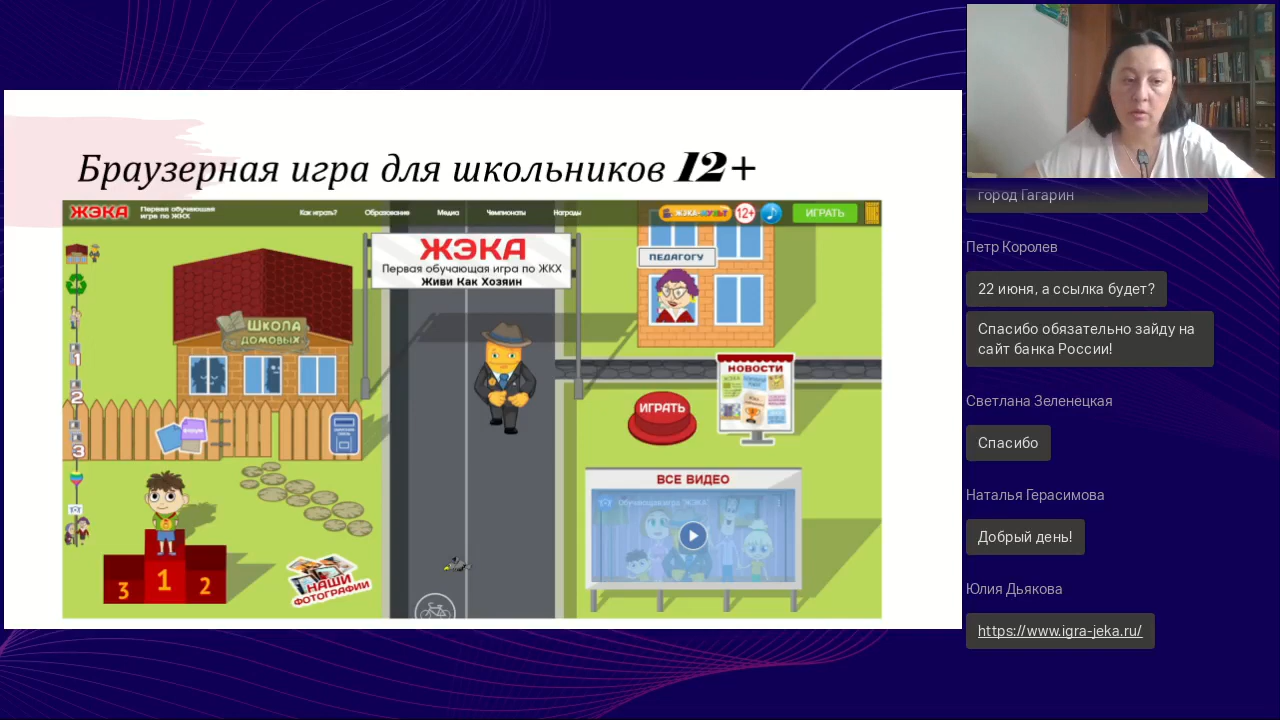 Браузерная игра для школьников 12+
ЖЭКА
Первая обучающая
игра по ЖКХ
Как играть?
Образование
Медиа
Чемпионаты
Награды
ЖЭКА-МУЛЬТ
12+
ИГРАТЬ
ЖЭКА
Первая обучающая игра по ЖКХ
Живи Как Хозяин
ПЕДАГОГУ
ШКОЛА
ДОМОВЫХ
НОВОСТИ
ИГРАТЬ
1
2
3
ВСЕ ВИДЕО
Обучающая игра "ЖЭКА"
3
1
2
НАШИ
ФОТОГРАФИИ
город Гагарин
Петр Королев
22 июня, а ссылка будет?
Спасибо обязательно зайду на
сайт банка России!
Светлана Зеленецкая
Спасибо
Наталья Герасимова
Добрый день!
Юлия Дьякова
https://www.igra-jeka.ru/